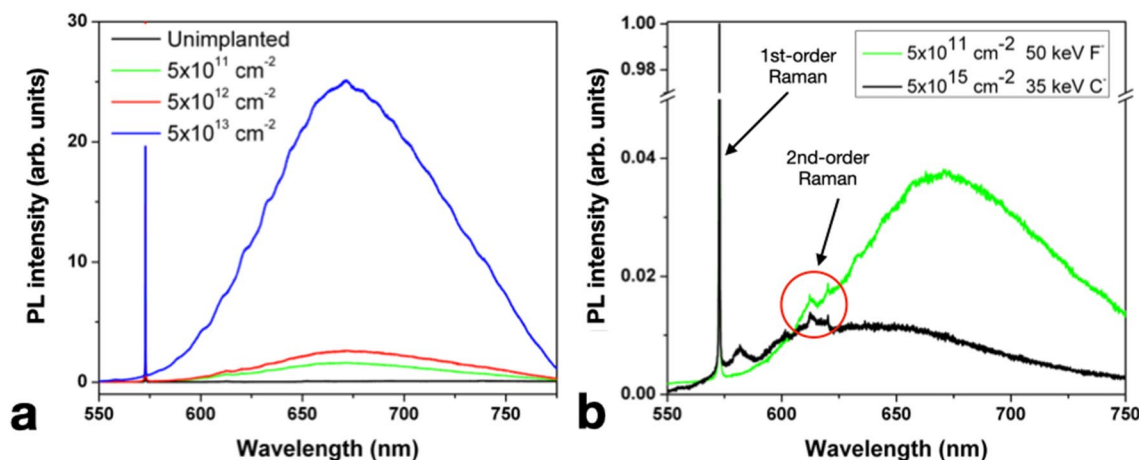 30
20
10
0
PL intensity (arb. units)
Unimplanted
5x10¹¹ cm⁻²
5x10¹² cm⁻²
5x10¹³ cm⁻²
550 600 650 700 750
Wavelength (nm)
a
1.00
0.98
0.04
0.02
0.00
PL intensity (arb. units)
1st-order
Raman
2nd-order
Raman
5x10¹¹ cm⁻² 50 keV F⁻
5x10¹⁵ cm⁻² 35 keV C⁻
550 600 650 700 750
Wavelength (nm)
b